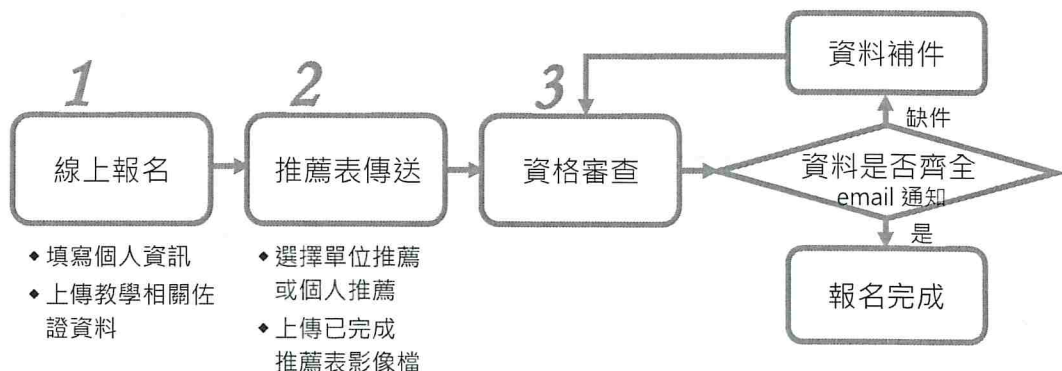 1
線上報名
◆ 填寫個人資訊
◆ 上傳教學相關佐
證資料
2
推薦表傳送
◆ 選擇單位推薦
或個人推薦
◆ 上傳已完成
推薦表影像檔
3
資格審查
資料補件
缺件
資料是否齊全
email 通知
是
報名完成